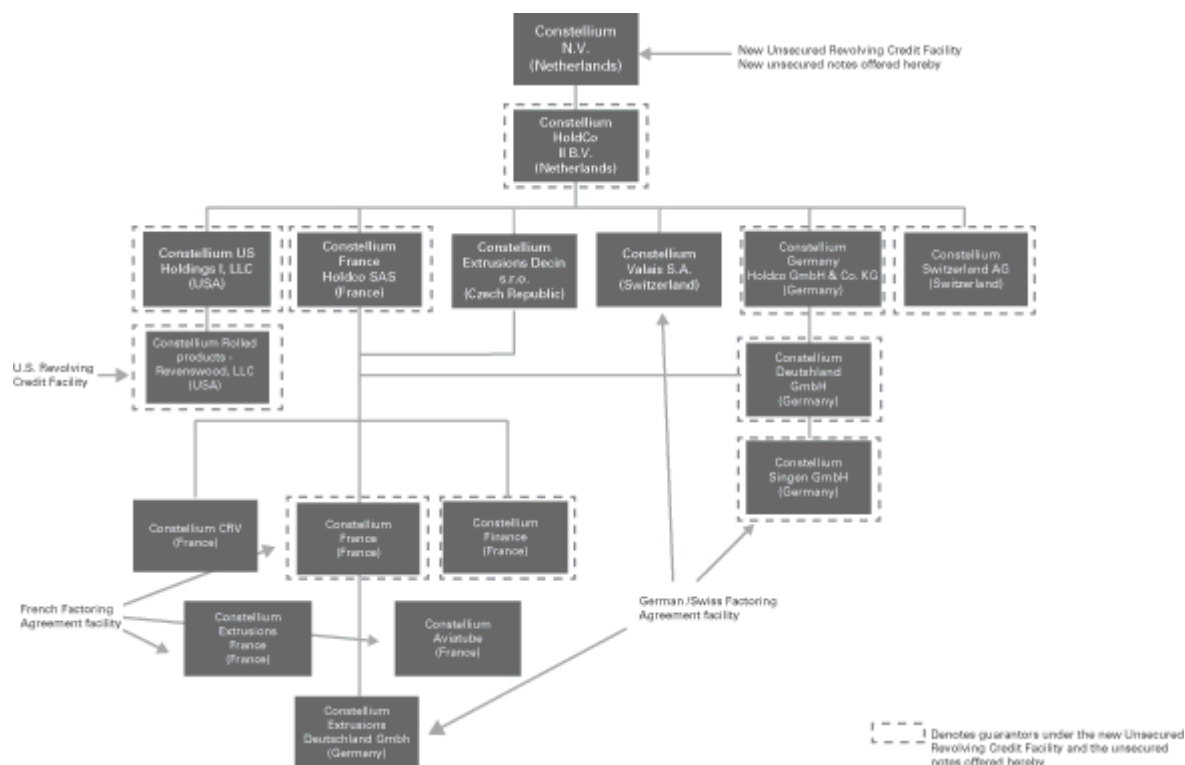 Constellium
N.V.
(Netherlands)
New Unsecured Revolving Credit Facility
New unsecured notes offered hereby
Constellium
HoldCo
II B.V.
(Netherlands)
Constellium US
Holdings I, LLC
(USA)
Constellium
France
Holdco SAS
(France)
Constellium
Extrusions Decin
s.r.o.
(Czech Republic)
Constellium
Valais S.A.
(Switzerland)
Constellium
Germany
Holdco GmbH & Co. KG
(Germany)
Constellium
Switzerland AG
(Switzerland)
U.S. Revolving
Credit Facility
Constellium Rolled
products -
Revenswood, LLC
(USA)
Constellium
Deutshland
GmbH
(Germany)
Constellium
Singen GmbH
(Germany)
Constellium CRV
(France)
Constellium
France
(France)
Constellium
Finance
(France)
French Factoring
Agreement facility
Constellium
Extrusions
France
(France)
Constellium
Aviatube
(France)
German /Swiss Factoring
Agreement facility
Constellium
Extrusions
Deutschland Gmbh
(Germany)
Denotes guarantors under the new Unsecured
Revolving Credit Facility and the unsecured
notes offered hereby